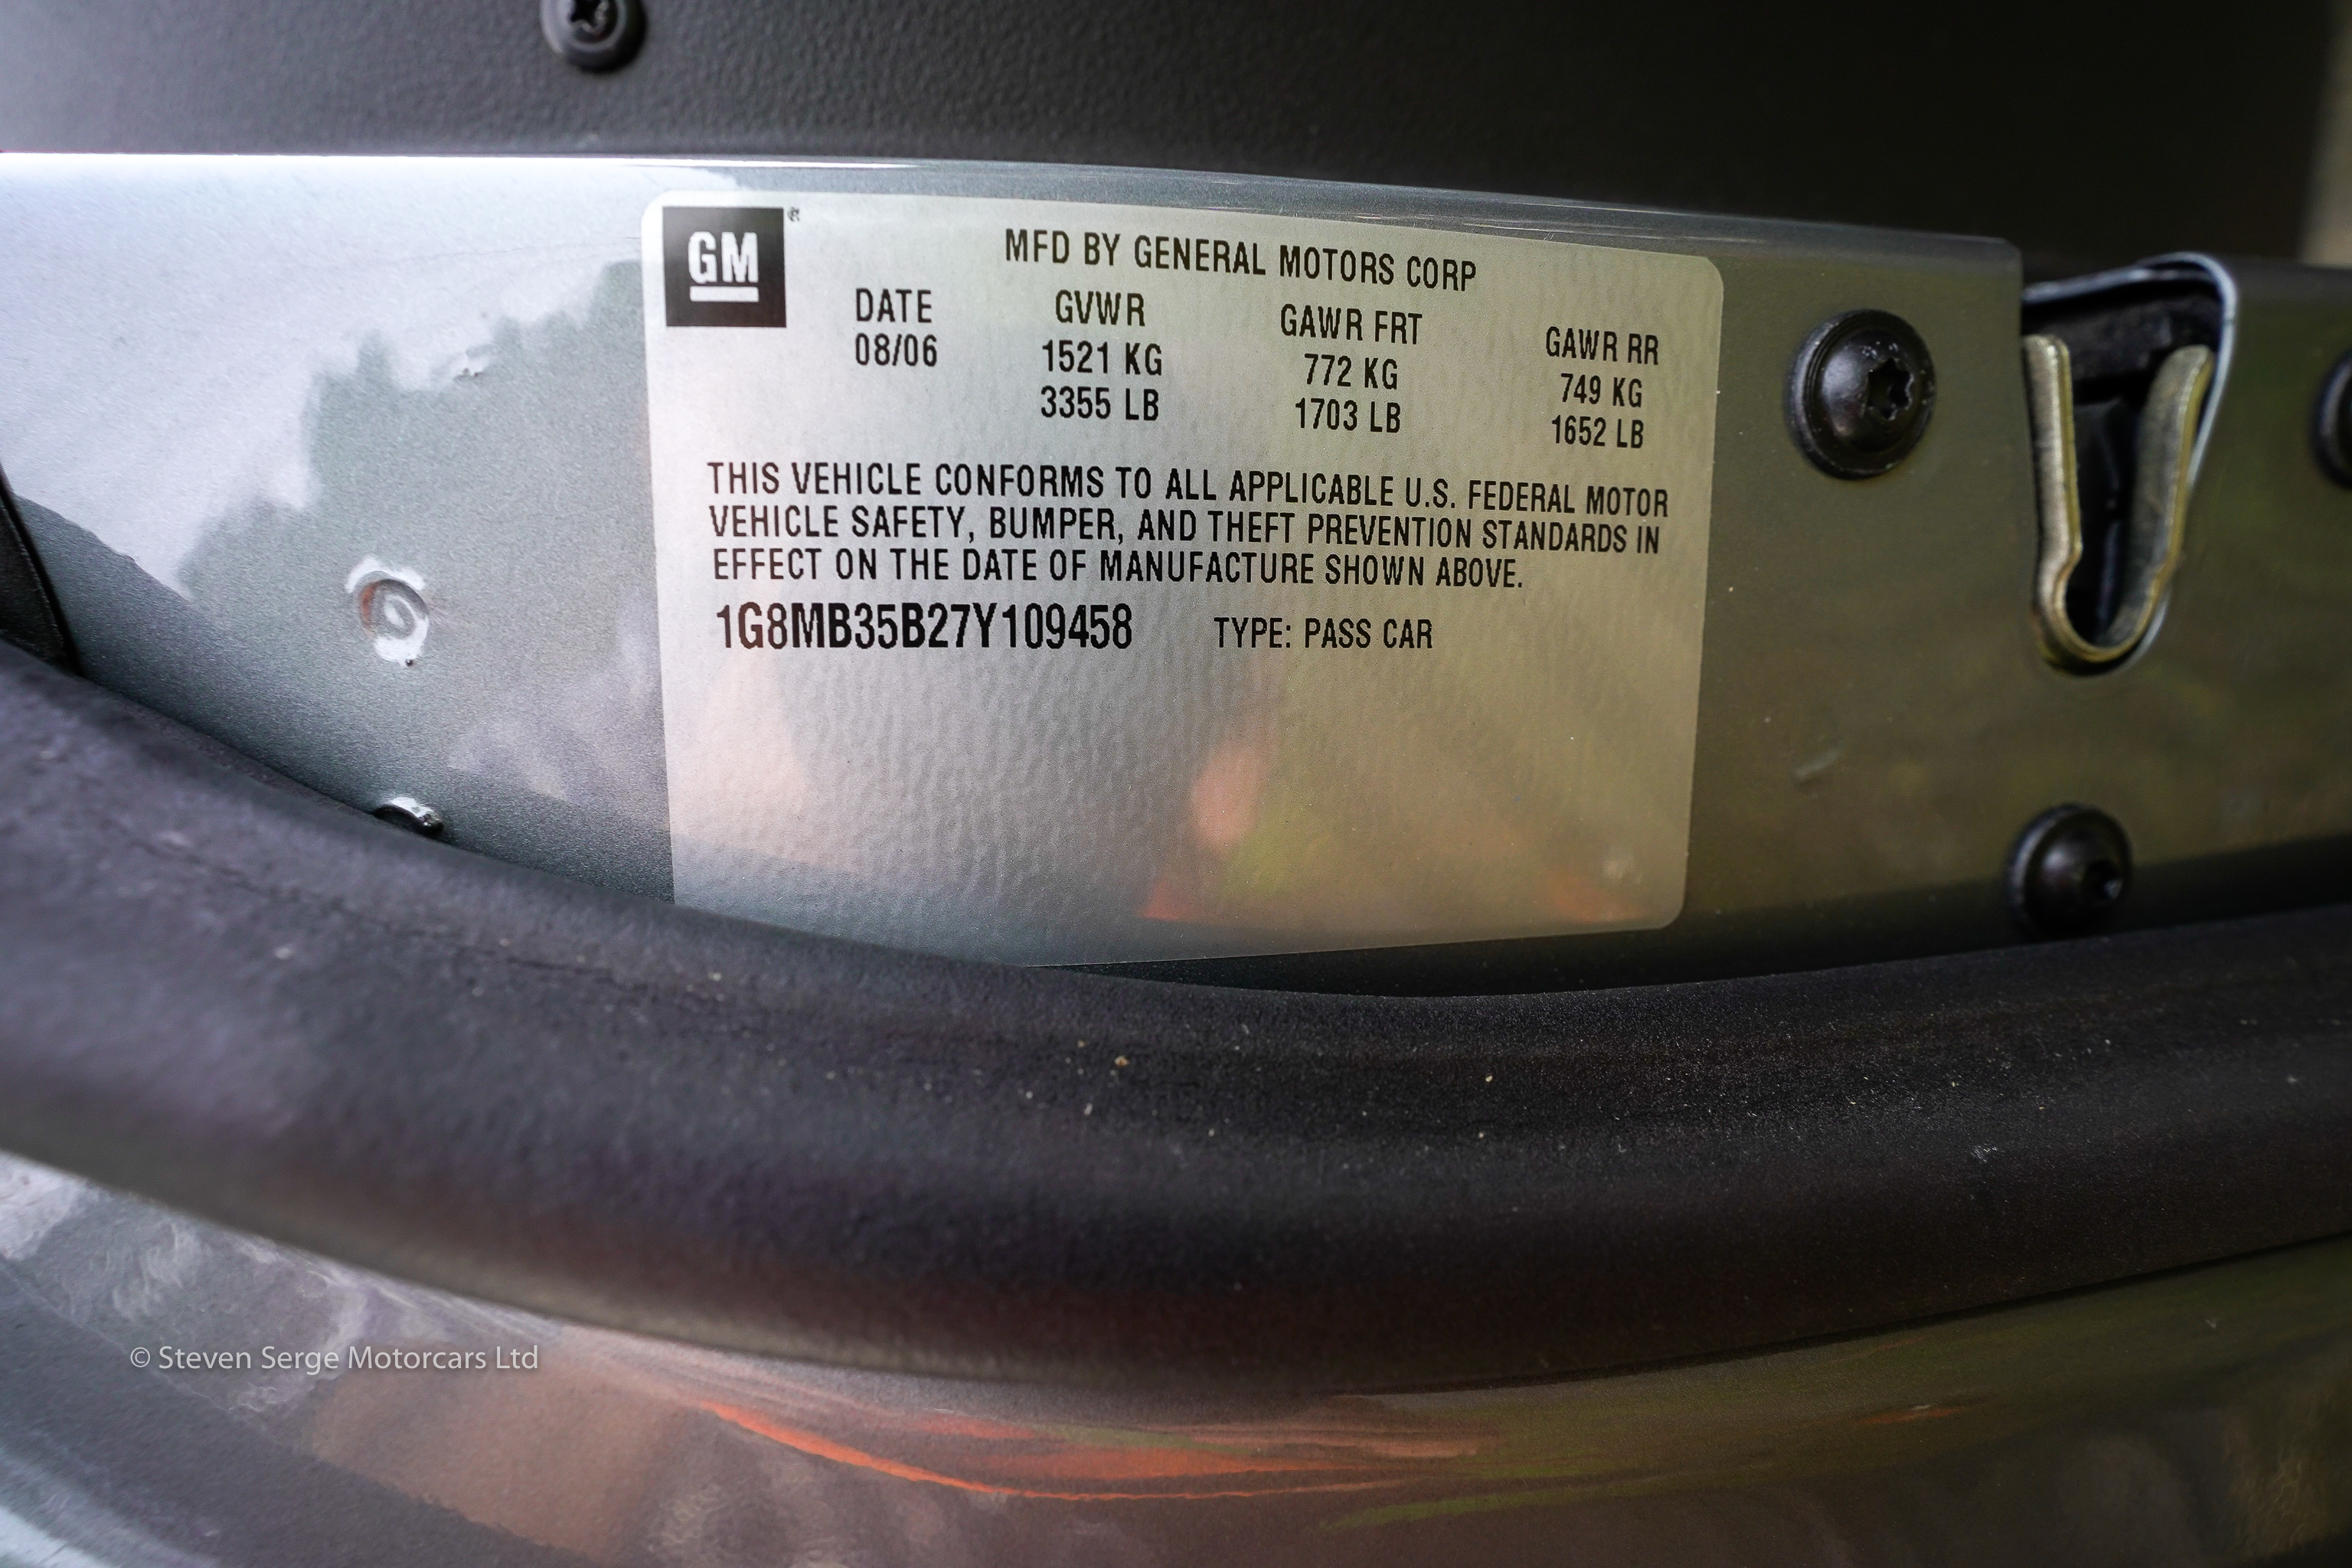 GM
MFD BY GENERAL MOTORS CORP
DATE GVWR GAWR FRT GAWR RR
08/06 1521 KG 772 KG 749 KG
3355 LB 1703 LB 1652 LB
THIS VEHICLE CONFORMS TO ALL APPLICABLE U.S. FEDERAL MOTOR
VEHICLE SAFETY, BUMPER, AND THEFT PREVENTION STANDARDS IN
EFFECT ON THE DATE OF MANUFACTURE SHOWN ABOVE.
1G8MB35B27Y109458 TYPE: PASS CAR
© Steven Serge Motorcars Ltd